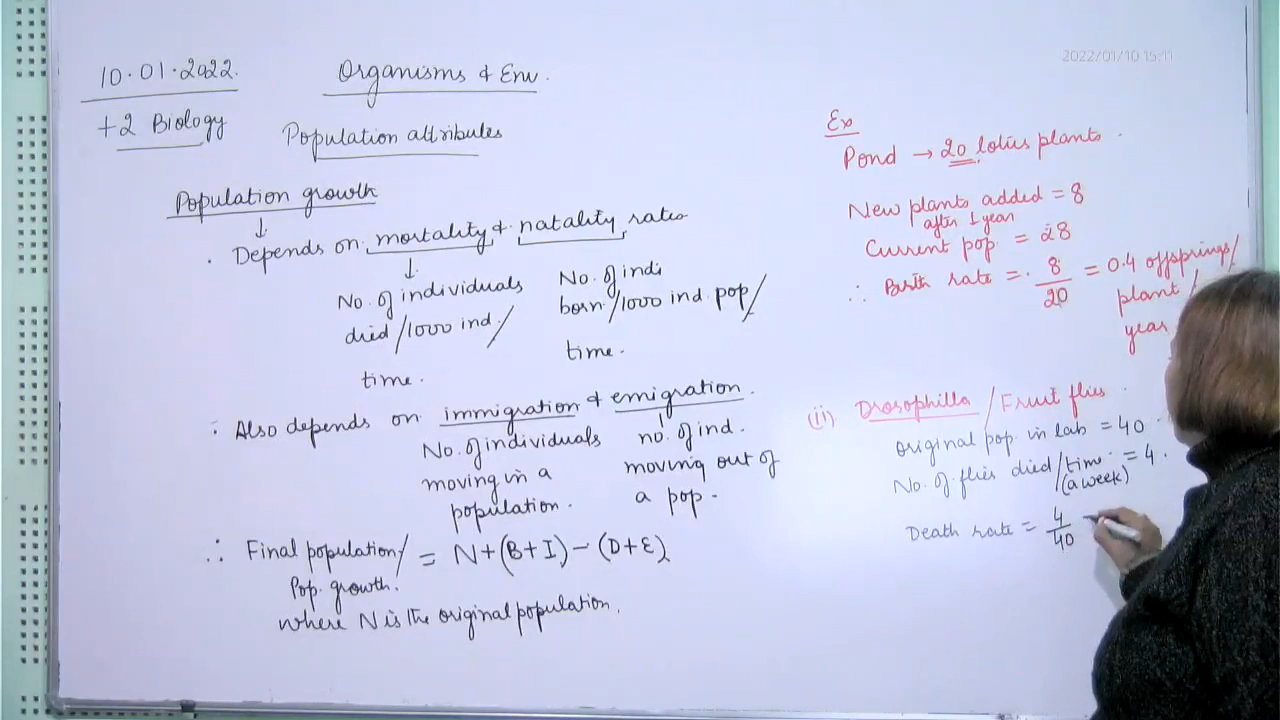 10.01.2022.
Organisms & Env.
+2 Biology
Population attributes
Population growth
↓
. Depends on mortality & natality rates
↓
No. of individuals
died/1000 ind/
time.
No. of indi
born/1000 ind. pop/
time.
. Also depends on immigration & emigration.
No. of individuals
moving in a
population.
no. of ind.
moving out of
a pop.
∴ Final population/ = N+(B+I)-(D+E)
Pop. growth.
where N is the original population.
2022/01/10 15:11
Ex
Pond → 20 lotus plants.
New plants added = 8
after 1 year
Current pop. = 28
∴ Birth rate = 8/20 = 0.4 offsprings/
plant/
year
(ii) Drosophilla / Fruit flies.
Original pop. in lab = 40.
No. of flies died/time = 4.
(a week)
Death rate = 4/40